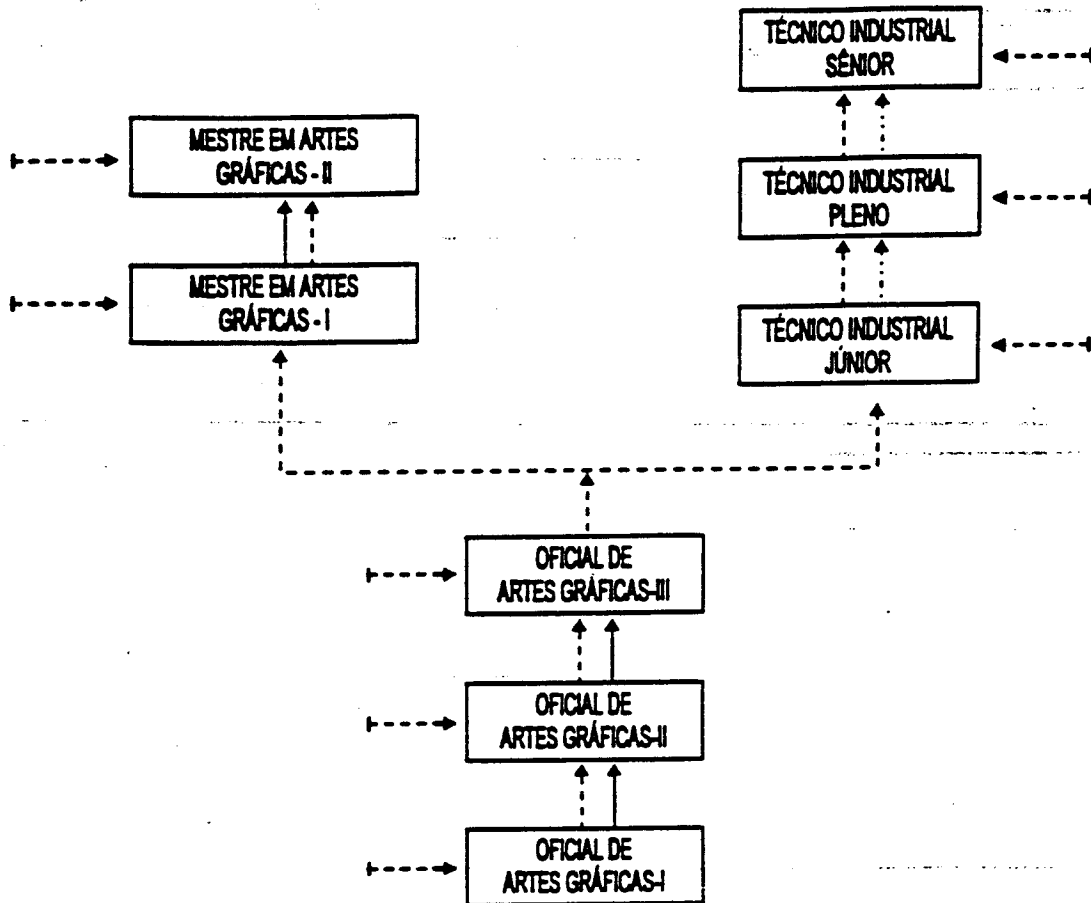 TÉCNICO INDUSTRIAL
SÊNIOR
MESTRE EM ARTES
GRÁFICAS - II
TÉCNICO INDUSTRIAL
PLENO
MESTRE EM ARTES
GRÁFICAS - I
TÉCNICO INDUSTRIAL
JÚNIOR
OFICIAL DE
ARTES GRÁFICAS-III
OFICIAL DE
ARTES GRÁFICAS-II
OFICIAL DE
ARTES GRÁFICAS-I